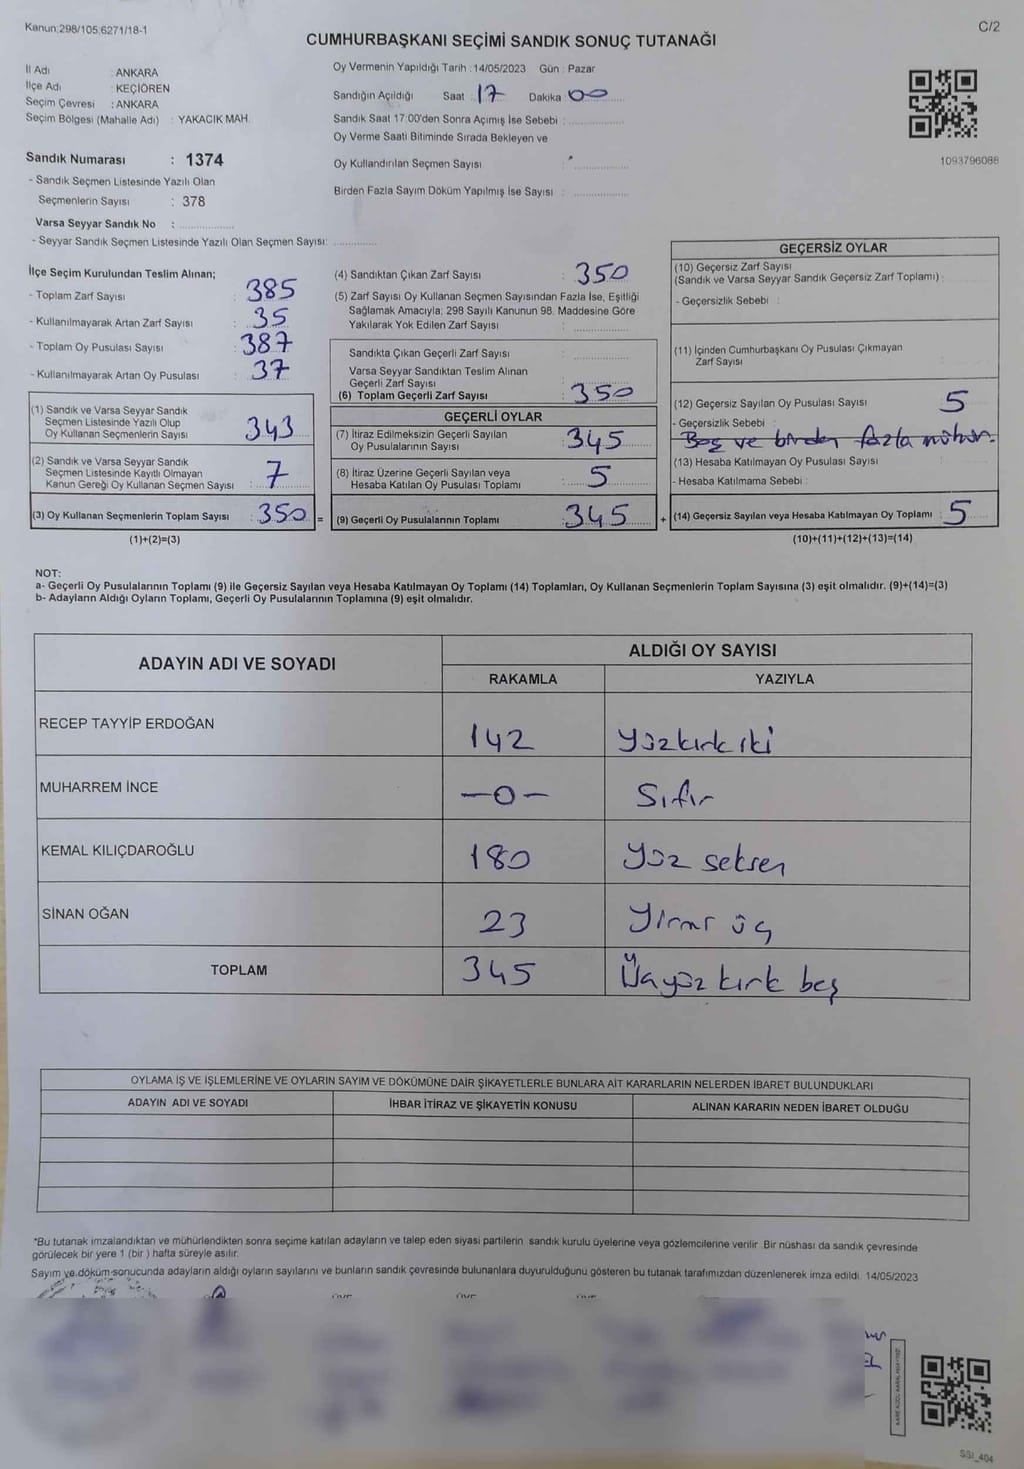 Kanun;298/105,6271/18-1
C/2
CUMHURBAŞKANI SEÇİMİ SANDIK SONUÇ TUTANAĞI
İl Adı : ANKARA
İlçe Adı : KEÇİÖREN
Seçim Çevresi : ANKARA
Seçim Bölgesi (Mahalle Adı) : YAKACIK MAH.
Oy Vermenin Yapıldığı Tarih : 14/05/2023 Gün : Pazar
Sandığın Açıldığı Saat : 17 Dakika : 00
Sandık Saat 17:00'den Sonra Açımış İse Sebebi :
Oy Verme Saati Bitiminde Sırada Bekleyen ve
Oy Kullandırılan Seçmen Sayısı
Birden Fazla Sayım Döküm Yapılmış İse Sayısı :
1093796088
Sandık Numarası : 1374
- Sandık Seçmen Listesinde Yazılı Olan
Seçmenlerin Sayısı : 378
Varsa Seyyar Sandık No :
- Seyyar Sandık Seçmen Listesinde Yazılı Olan Seçmen Sayısı:
İlçe Seçim Kurulundan Teslim Alınan;
- Toplam Zarf Sayısı : 385
- Kullanılmayarak Artan Zarf Sayısı : 35
- Toplam Oy Pusulası Sayısı : 387
- Kullanılmayarak Artan Oy Pusulası : 37
(1) Sandık ve Varsa Seyyar Sandık
Seçmen Listesinde Yazılı Olup
Oy Kullanan Seçmenlerin Sayısı 343
(2) Sandık ve Varsa Seyyar Sandık
Seçmen Listesinde Kayıtlı Olmayan
Kanun Gereği Oy Kullanan Seçmen Sayısı : 7
(3) Oy Kullanan Seçmenlerin Toplam Sayısı : 350 =
(1)+(2)=(3)
(4) Sandıktan Çıkan Zarf Sayısı : 350
(5) Zarf Sayısı Oy Kullanan Seçmen Sayısından Fazla İse, Eşitliği
Sağlamak Amacıyla; 298 Sayılı Kanunun 98. Maddesine Göre
Yakılarak Yok Edilen Zarf Sayısı :
Sandıkta Çıkan Geçerli Zarf Sayısı :
Varsa Seyyar Sandıktan Teslim Alınan
Geçerli Zarf Sayısı
(6) Toplam Geçerli Zarf Sayısı : 350
GEÇERLİ OYLAR
(7) İtiraz Edilmeksizin Geçerli Sayılan
Oy Pusulalarının Sayısı : 345
(8) İtiraz Üzerine Geçerli Sayılan veya
Hesaba Katılan Oy Pusulası Toplamı : 5
(9) Geçerli Oy Pusulalarının Toplamı : 345 +
GEÇERSİZ OYLAR
(10) Geçersiz Zarf Sayısı
(Sandık ve Varsa Seyyar Sandık Geçersiz Zarf Toplamı) :
- Geçersizlik Sebebi :
(11) İçinden Cumhurbaşkanı Oy Pusulası Çıkmayan
Zarf Sayısı
(12) Geçersiz Sayılan Oy Pusulası Sayısı : 5
- Geçersizlik Sebebi :
Boş ve birden fazla mühür.
(13) Hesaba Katılmayan Oy Pusulası Sayısı
- Hesaba Katılmama Sebebi :
(14) Geçersiz Sayılan veya Hesaba Katılmayan Oy Toplamı : 5
(10)+(11)+(12)+(13)=(14)
NOT:
a- Geçerli Oy Pusulalarının Toplamı (9) ile Geçersiz Sayılan veya Hesaba Katılmayan Oy Toplamı (14) Toplamları, Oy Kullanan Seçmenlerin Toplam Sayısına (3) eşit olmalıdır. (9)+(14)=(3)
b- Adayların Aldığı Oyların Toplamı, Geçerli Oy Pusulalarının Toplamına (9) eşit olmalıdır.
ADAYIN ADI VE SOYADI
ALDIĞI OY SAYISI
RAKAMLA YAZIYLA
RECEP TAYYİP ERDOĞAN 142 Yüzkırk iki
MUHARREM İNCE -0- Sıfır
KEMAL KILIÇDAROĞLU 180 Yüz seksen
SİNAN OĞAN 23 Yirmi üç
TOPLAM 345 Üçyüz kırk beş
OYLAMA İŞ VE İŞLEMLERİNE VE OYLARIN SAYIM VE DÖKÜMÜNE DAİR ŞİKAYETLERLE BUNLARA AİT KARARLARIN NELERDEN İBARET BULUNDUKLARI
ADAYIN ADI VE SOYADI İHBAR İTİRAZ VE ŞİKAYETİN KONUSU ALINAN KARARIN NEDEN İBARET OLDUĞU
*Bu tutanak imzalandıktan ve mühürlendikten sonra seçime katılan adayların ve talep eden siyasi partilerin sandık kurulu üyelerine veya gözlemcilerine verilir. Bir nüshası da sandık çevresinde
görülecek bir yere 1 (bir ) hafta süreyle asılır.
Sayım ve döküm sonucunda adayların aldığı oyların sayılarını ve bunların sandık çevresinde bulunanlara duyurulduğunu gösteren bu tutanak tarafımızdan düzenlenerek imza edildi. 14/05/2023
SSI_404